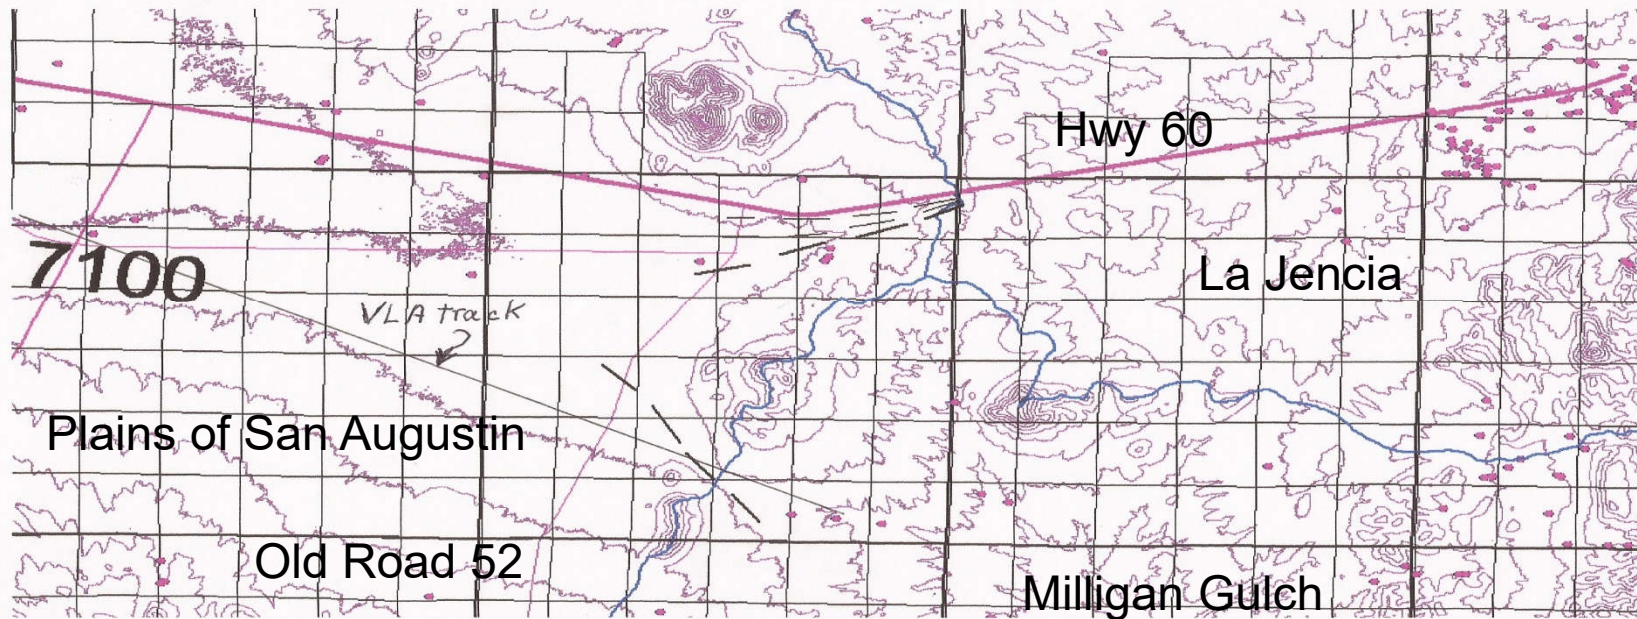 Hwy 60
La Jencia
7100
VLA track
Plains of San Augustin
Old Road 52
Milligan Gulch